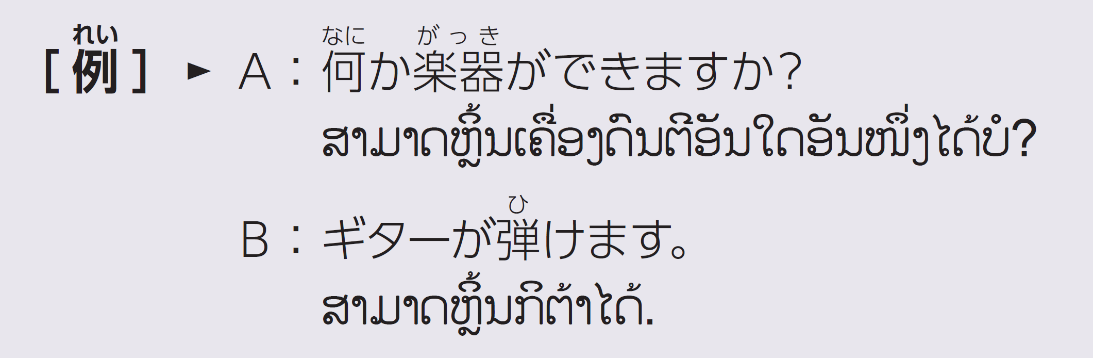 れい
なに がっき
[例] ► A：何か楽器ができますか？
ສາມາດຫຼິ້ນເຄື່ອງດົນຕີອັນໃດອັນໜຶ່ງໄດ້ບໍ?
ひ
B：ギターが弾けます。
ສາມາດຫຼິ້ນກີຕ້າໄດ້.